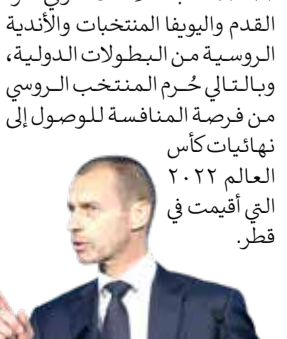 القدم واليويفا المنتخبات والأندية
الروسية من البطولات الدولية،
وبالتالي حُرم المنتخب الروسي
من فرصة المنافسة للوصول إلى
نهائيات كأس
العالم ٢٠٢٢
التي أقيمت في
قطر.